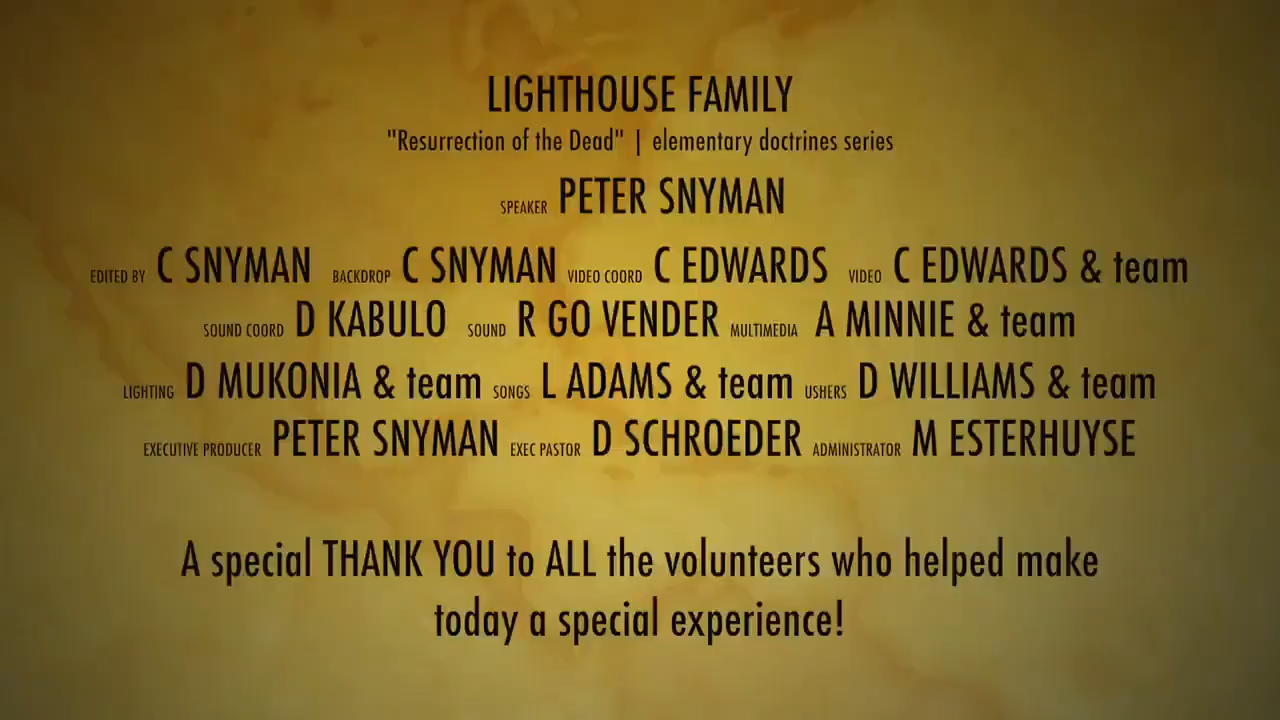 LIGHTHOUSE FAMILY
"Resurrection of the Dead" | elementary doctrines series
SPEAKER PETER SNYMAN
EDITED BY C SNYMAN BACKDROP C SNYMAN VIDEO COORD C EDWARDS VIDEO C EDWARDS & team
SOUND COORD D KABULO SOUND R GO VENDER MULTIMEDIA A MINNIE & team
LIGHTING D MUKONIA & team SONGS L ADAMS & team USHERS D WILLIAMS & team
EXECUTIVE PRODUCER PETER SNYMAN EXEC PASTOR D SCHROEDER ADMINISTRATOR M ESTERHUYSE
A special THANK YOU to ALL the volunteers who helped make
today a special experience!